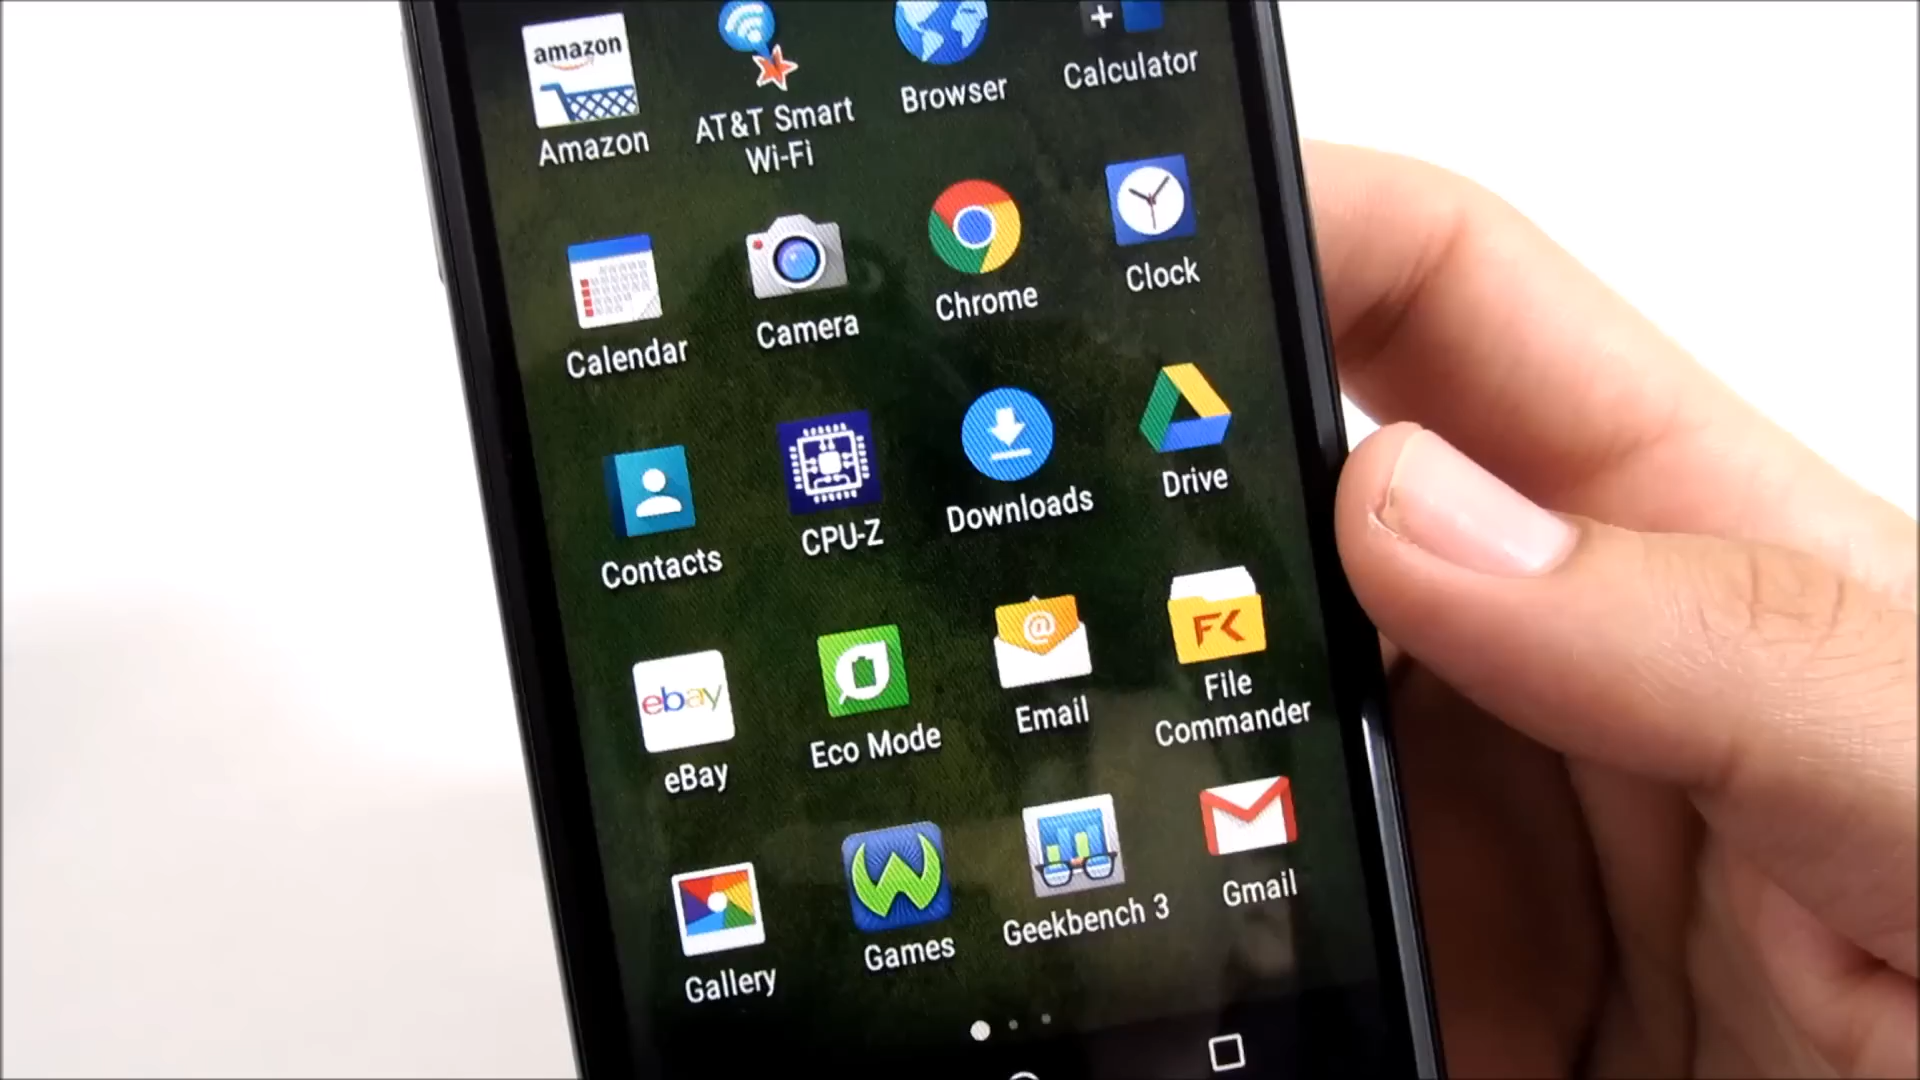 amazon
Amazon
AT&T Smart
Wi-Fi
Browser
Calculator
Calendar
Camera
Chrome
Clock
Contacts
CPU-Z
Downloads
Drive
ebay
eBay
Eco Mode
@
Email
FC
File
Commander
Gallery
W
Games
Geekbench 3
M
Gmail